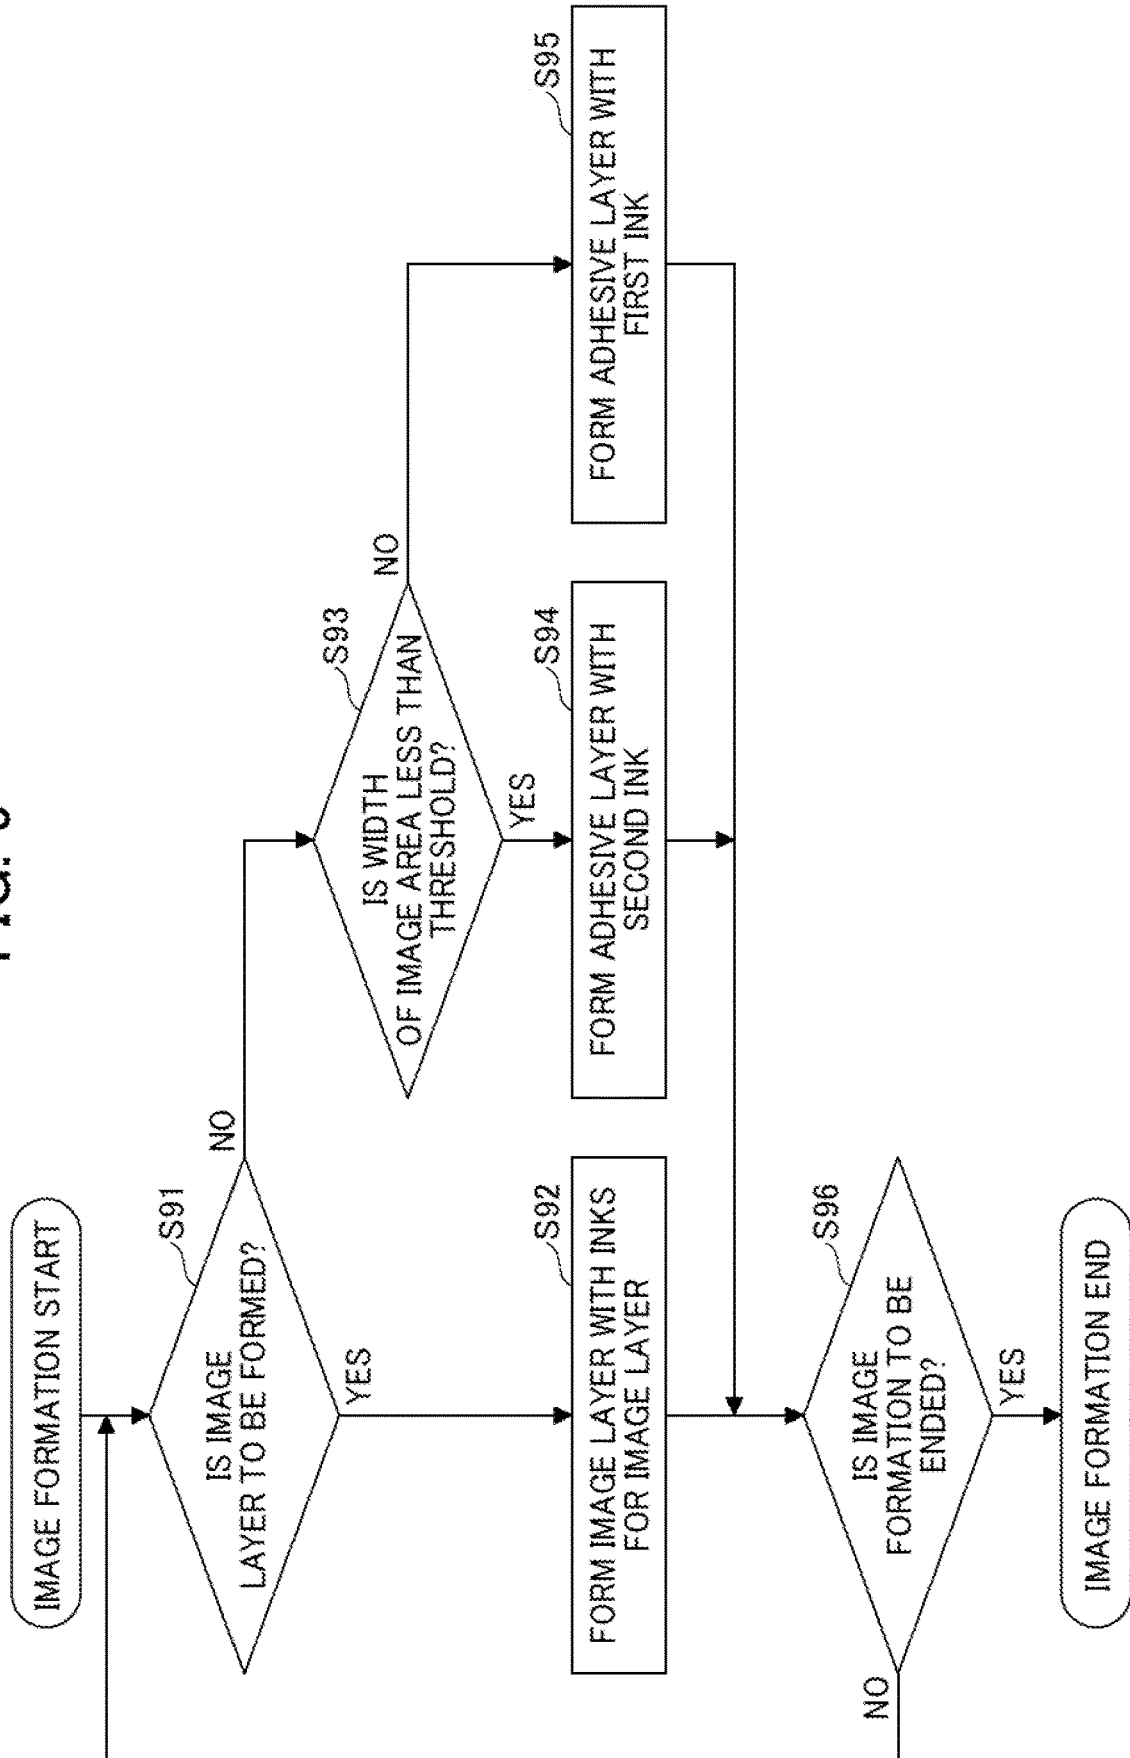 IMAGE FORMATION START
S91
IS IMAGE
LAYER TO BE FORMED?
NO
YES
S93
IS WIDTH
OF IMAGE AREA LESS THAN
THRESHOLD?
NO
YES
S92
FORM IMAGE LAYER WITH INKS
FOR IMAGE LAYER
S94
FORM ADHESIVE LAYER WITH
SECOND INK
S95
FORM ADHESIVE LAYER WITH
FIRST INK
S96
IS IMAGE
FORMATION TO BE
ENDED?
NO
YES
IMAGE FORMATION END